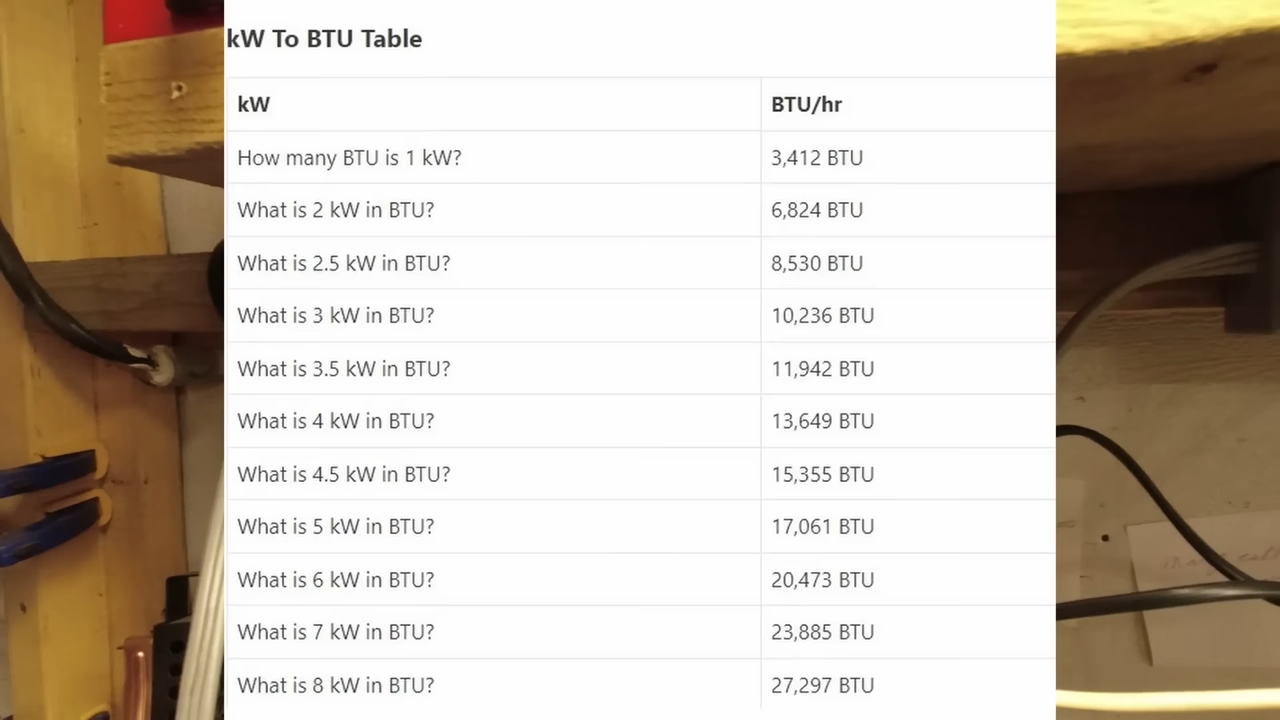 kW To BTU Table
kW BTU/hr
How many BTU is 1 kW? 3,412 BTU
What is 2 kW in BTU? 6,824 BTU
What is 2.5 kW in BTU? 8,530 BTU
What is 3 kW in BTU? 10,236 BTU
What is 3.5 kW in BTU? 11,942 BTU
What is 4 kW in BTU? 13,649 BTU
What is 4.5 kW in BTU? 15,355 BTU
What is 5 kW in BTU? 17,061 BTU
What is 6 kW in BTU? 20,473 BTU
What is 7 kW in BTU? 23,885 BTU
What is 8 kW in BTU? 27,297 BTU